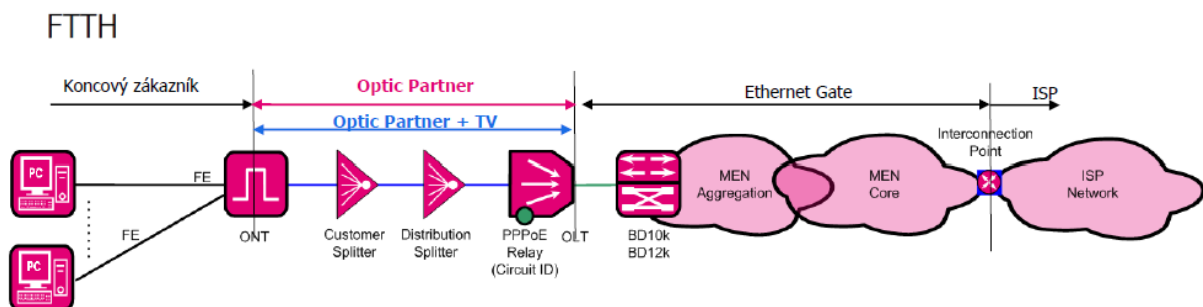 FTTH
Koncový zákazník
Optic Partner
Ethernet Gate
ISP
Optic Partner + TV
Interconnection
Point
PC
FE
MEN
Aggregation
MEN
Core
ISP
Network
FE
ONT
Customer
Splitter
Distribution
Splitter
PPPoE
Relay
(Circuit ID)
OLT
BD10k
BD12k
PC